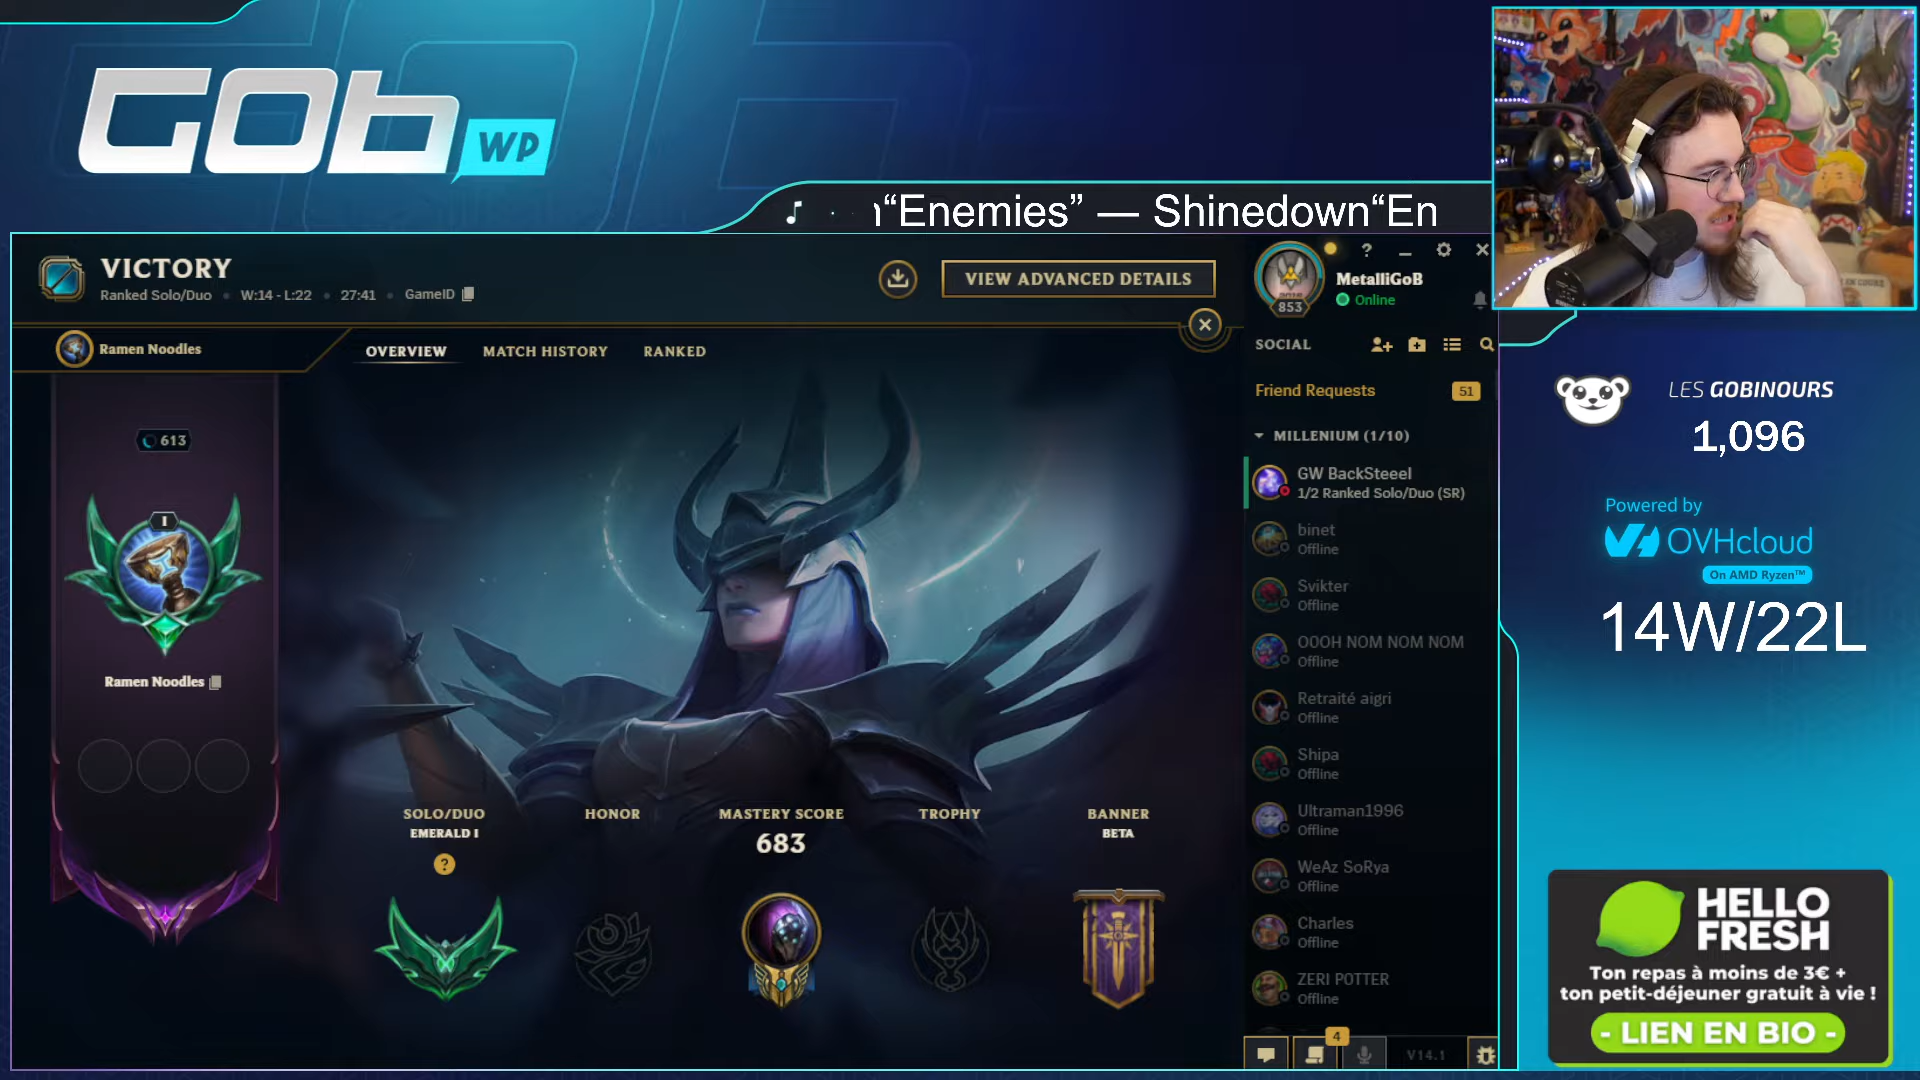 GOb
WP
"Enemies" — Shinedown"En
VICTORY
Ranked Solo/Duo • W:14 - L:22 • 27:41 • GameID
VIEW ADVANCED DETAILS
Ramen Noodles
OVERVIEW
MATCH HISTORY
RANKED
613
I
Ramen Noodles
SOLO/DUO
EMERALD I
?
HONOR
MASTERY SCORE
683
TROPHY
BANNER
BETA
?
853
MetalliGoB
Online
SOCIAL
Friend Requests
51
MILLENIUM (1/10)
GW BackSteeel
1/2 Ranked Solo/Duo (SR)
binet
Offline
Svikter
Offline
OOOH NOM NOM NOM
Offline
Retraité aigri
Offline
Shipa
Offline
Ultraman1996
Offline
WeAz SoRya
Offline
Charles
Offline
ZERI POTTER
Offline
4
V14.1
LES GOBINOURS
1,096
Powered by
OVHcloud
On AMD Ryzen™
14W/22L
HELLO
FRESH
Ton repas à moins de 3€ +
ton petit-déjeuner gratuit à vie !
- LIEN EN BIO -